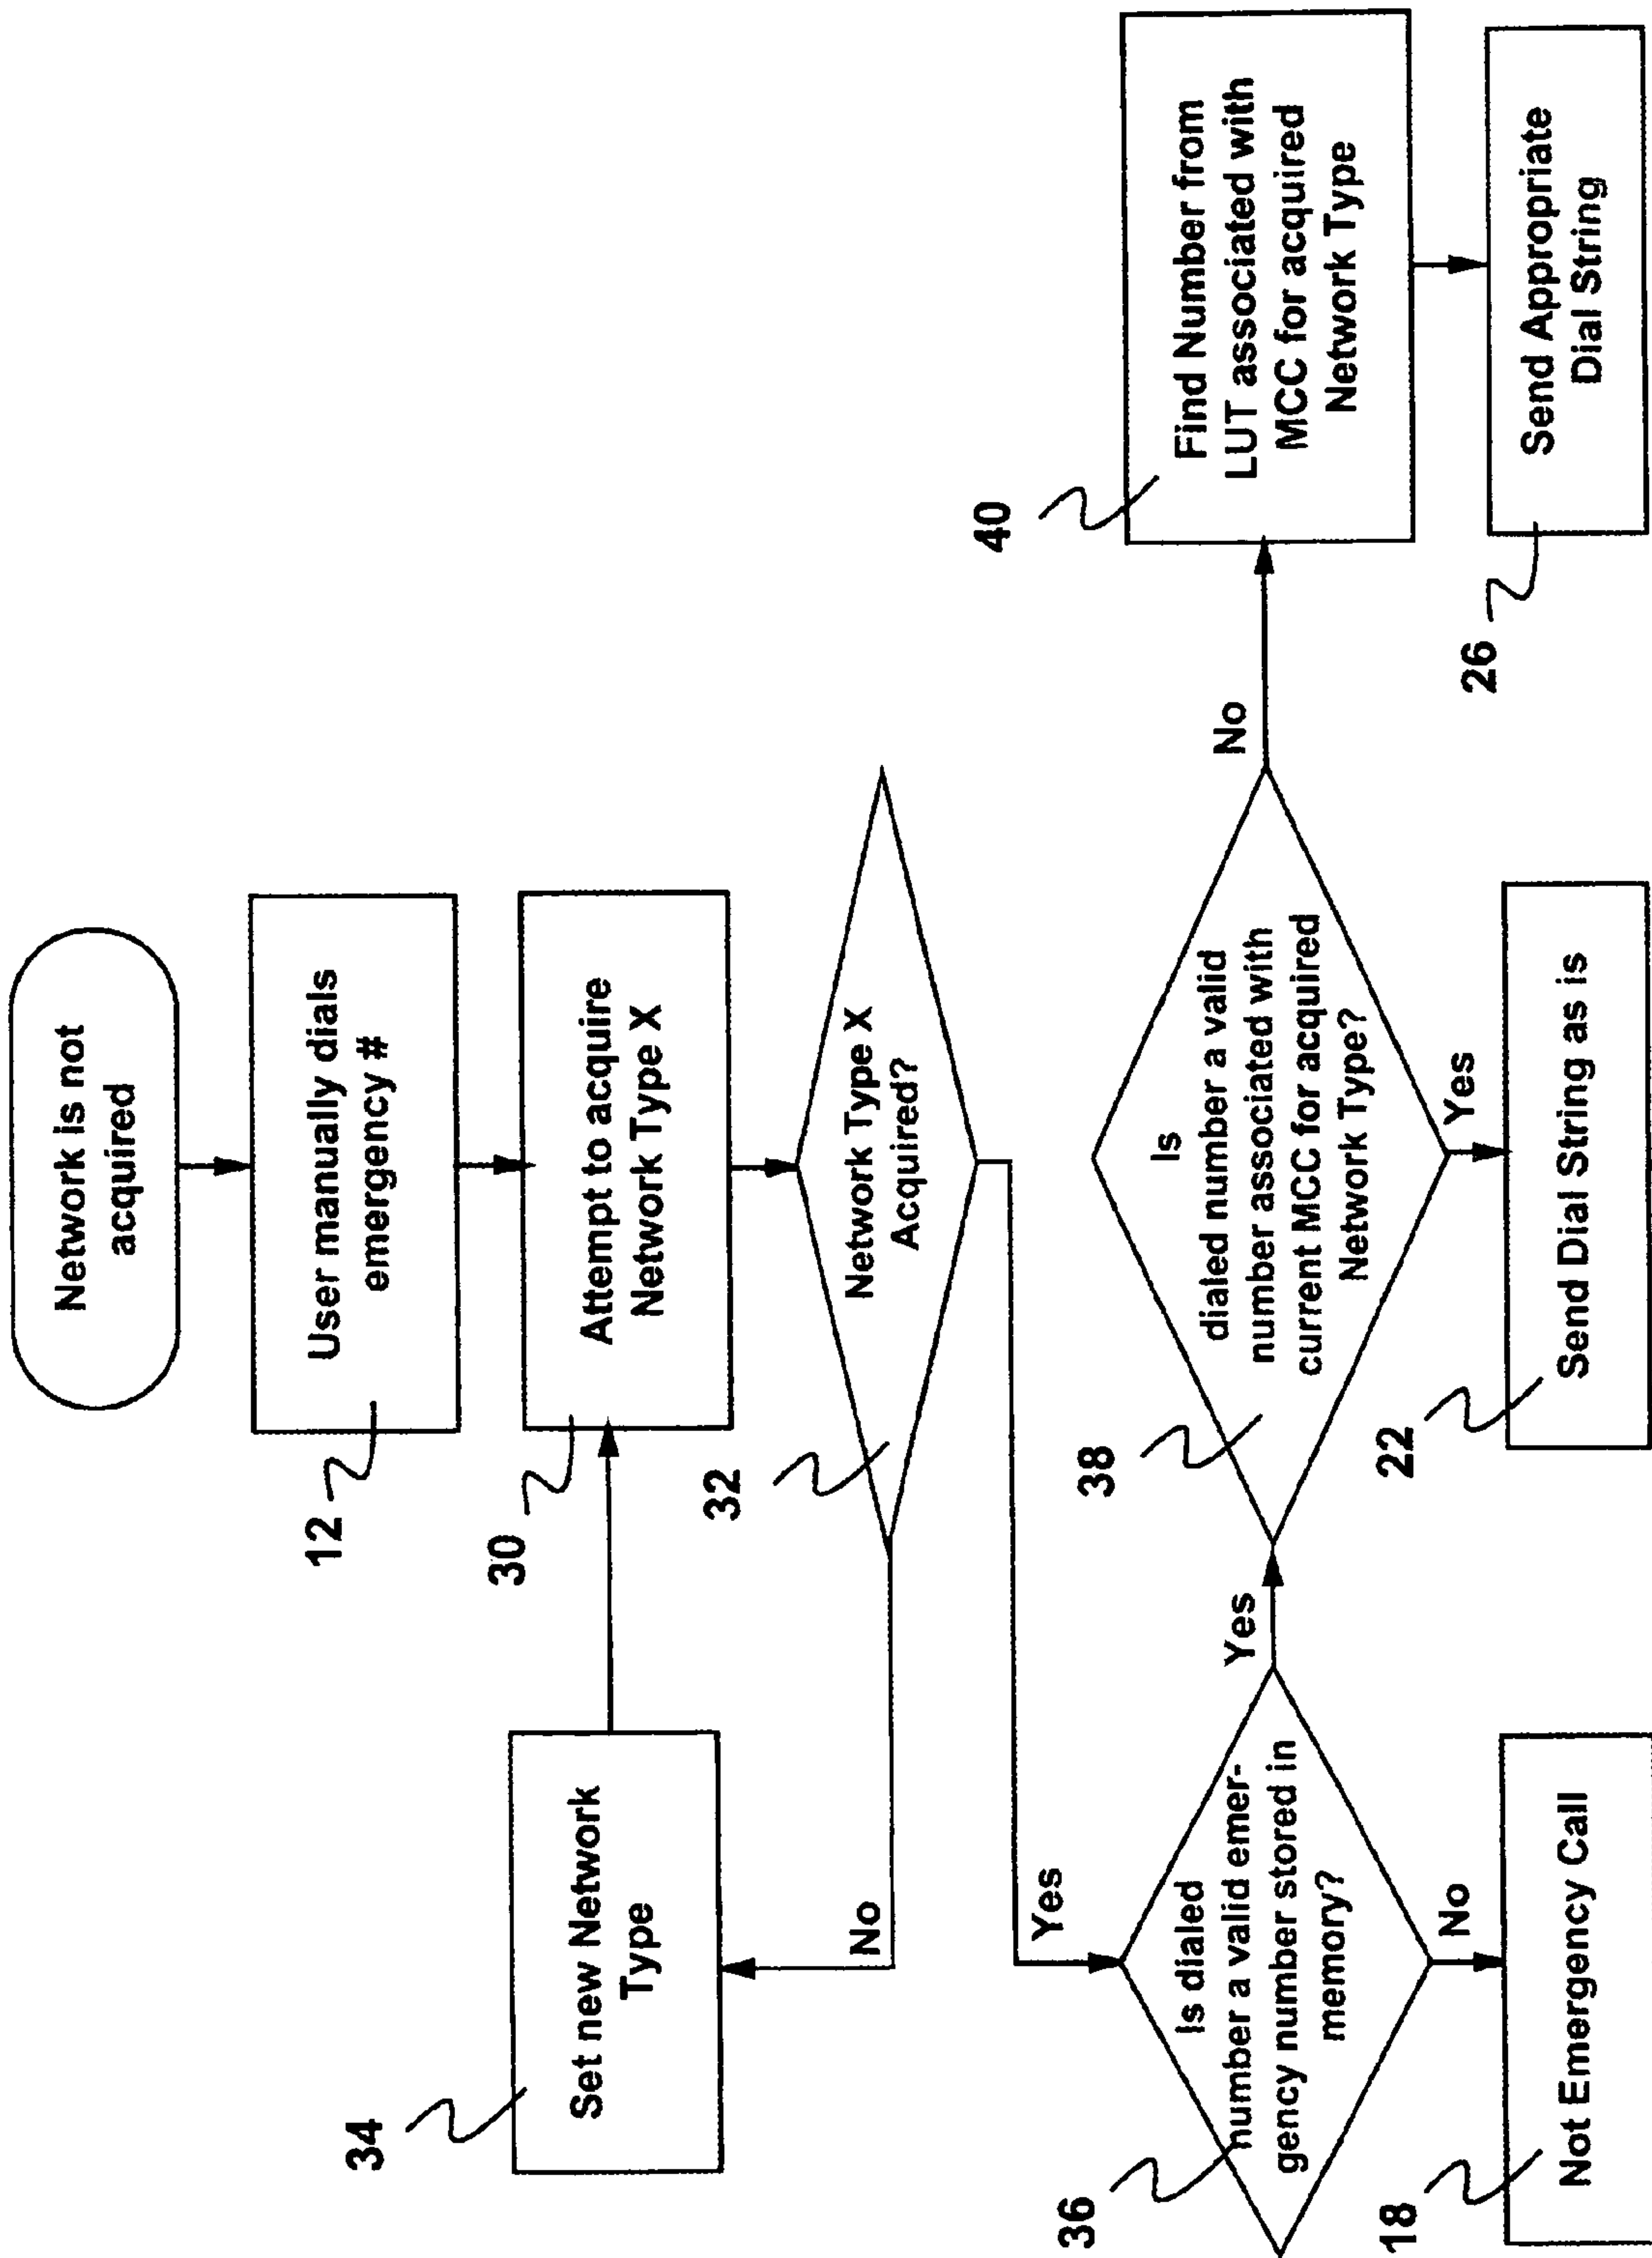 Network is not
acquired
User manually dials
emergency #
12
Attempt to acquire
Network Type X
30
Set new Network
Type
34
Network Type X
Acquired?
32
No
Yes
Is dialed
number a valid emer-
gency number stored in
memory?
36
Yes
No
Not Emergency Call
18
Is
dialed number a valid
number associated with
current MCC for acquired
Network Type?
38
No
Yes
Send Dial String as is
22
Find Number from
LUT associated with
MCC for acquired
Network Type
40
Send Appropriate
Dial String
26